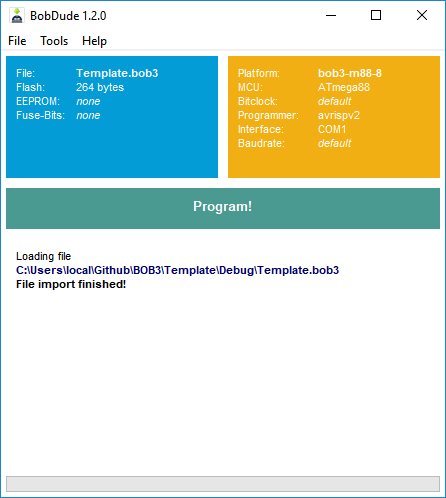 BobDude 1.2.0
File Tools Help
File: Template.bob3
Flash: 264 bytes
EEPROM: none
Fuse-Bits: none
Platform: bob3-m88-8
MCU: ATmega88
Bitclock: default
Programmer: avrispv2
Interface: COM1
Baudrate: default
Program!
Loading file
C:\Users\local\Github\BOB3\Template\Debug\Template.bob3
File import finished!